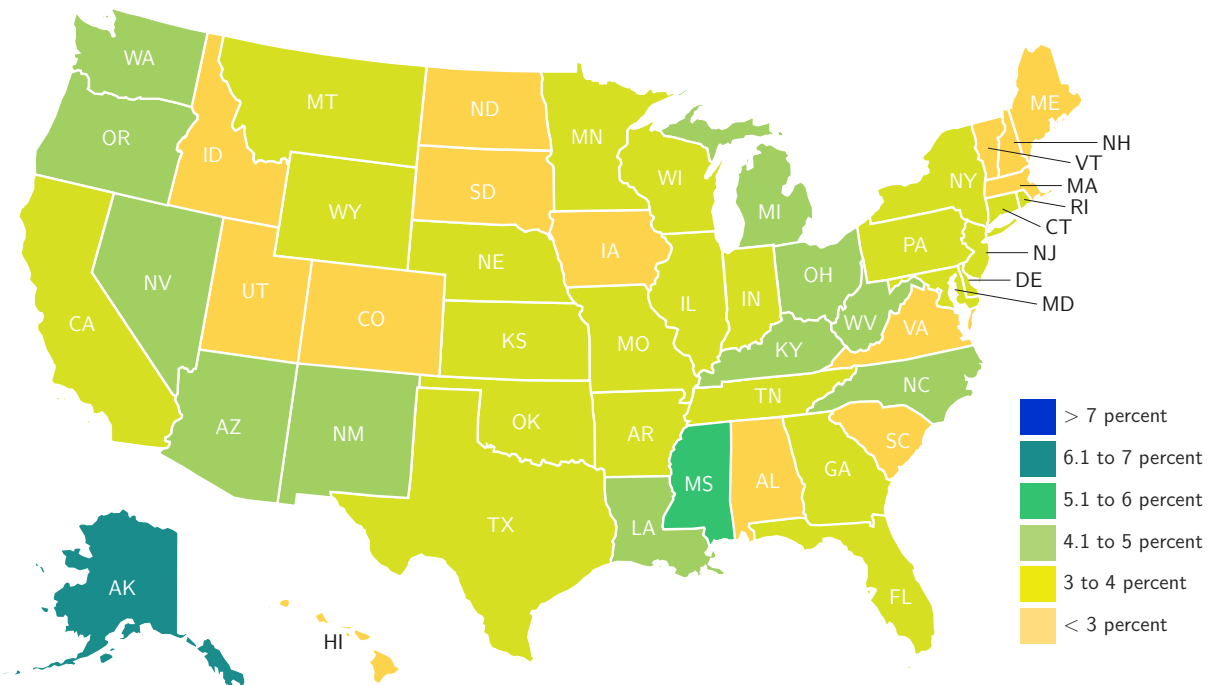 WA
MT
ND
MN
ME
OR
ID
NH
VT
WI
NY
SD
MA
WY
RI
MI
CT
PA
IA
NJ
NE
OH
NV
UT
DE
IN
IL
MD
CO
CA
WV
VA
KS
MO
KY
NC
TN
> 7 percent
OK
AZ
NM
AR
SC
6.1 to 7 percent
GA
AL
MS
5.1 to 6 percent
TX
LA
4.1 to 5 percent
AK
3 to 4 percent
FL
< 3 percent
HI